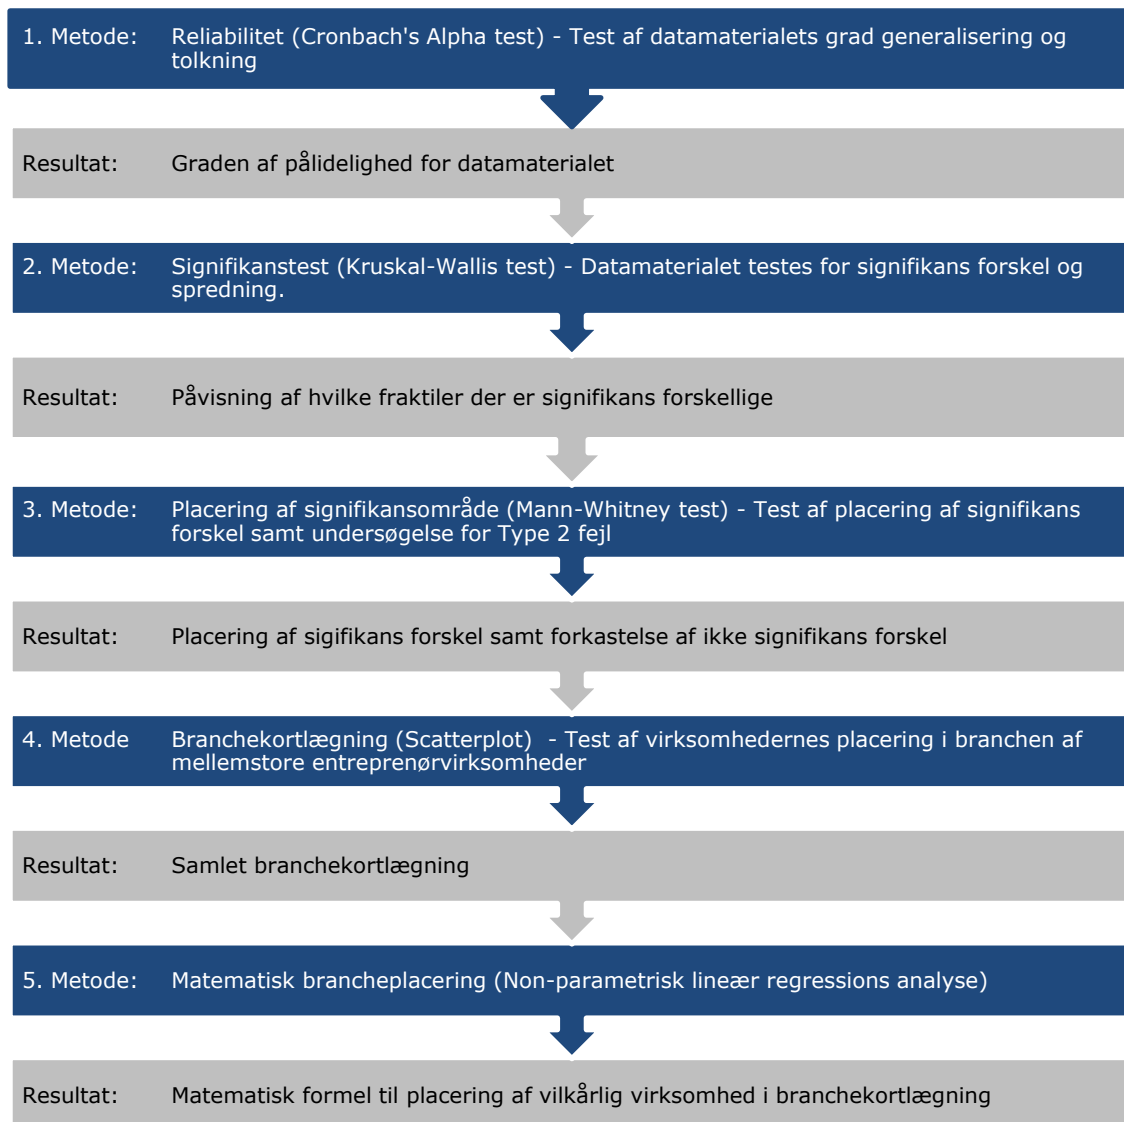 1. Metode: Reliabilitet (Cronbach's Alpha test) - Test af datamaterialets grad generalisering og
tolkning
Resultat: Graden af pålidelighed for datamaterialet
2. Metode: Signifikanstest (Kruskal-Wallis test) - Datamaterialet testes for signifikans forskel og
spredning.
Resultat: Påvisning af hvilke fraktiler der er signifikans forskellige
3. Metode: Placering af signifikansområde (Mann-Whitney test) - Test af placering af signifikans
forskel samt undersøgelse for Type 2 fejl
Resultat: Placering af sigifikans forskel samt forkastelse af ikke signifikans forskel
4. Metode Branchekortlægning (Scatterplot) - Test af virksomhedernes placering i branchen af
mellemstore entreprenørvirksomheder
Resultat: Samlet branchekortlægning
5. Metode: Matematisk brancheplacering (Non-parametrisk lineær regressions analyse)
Resultat: Matematisk formel til placering af vilkårlig virksomhed i branchekortlægning